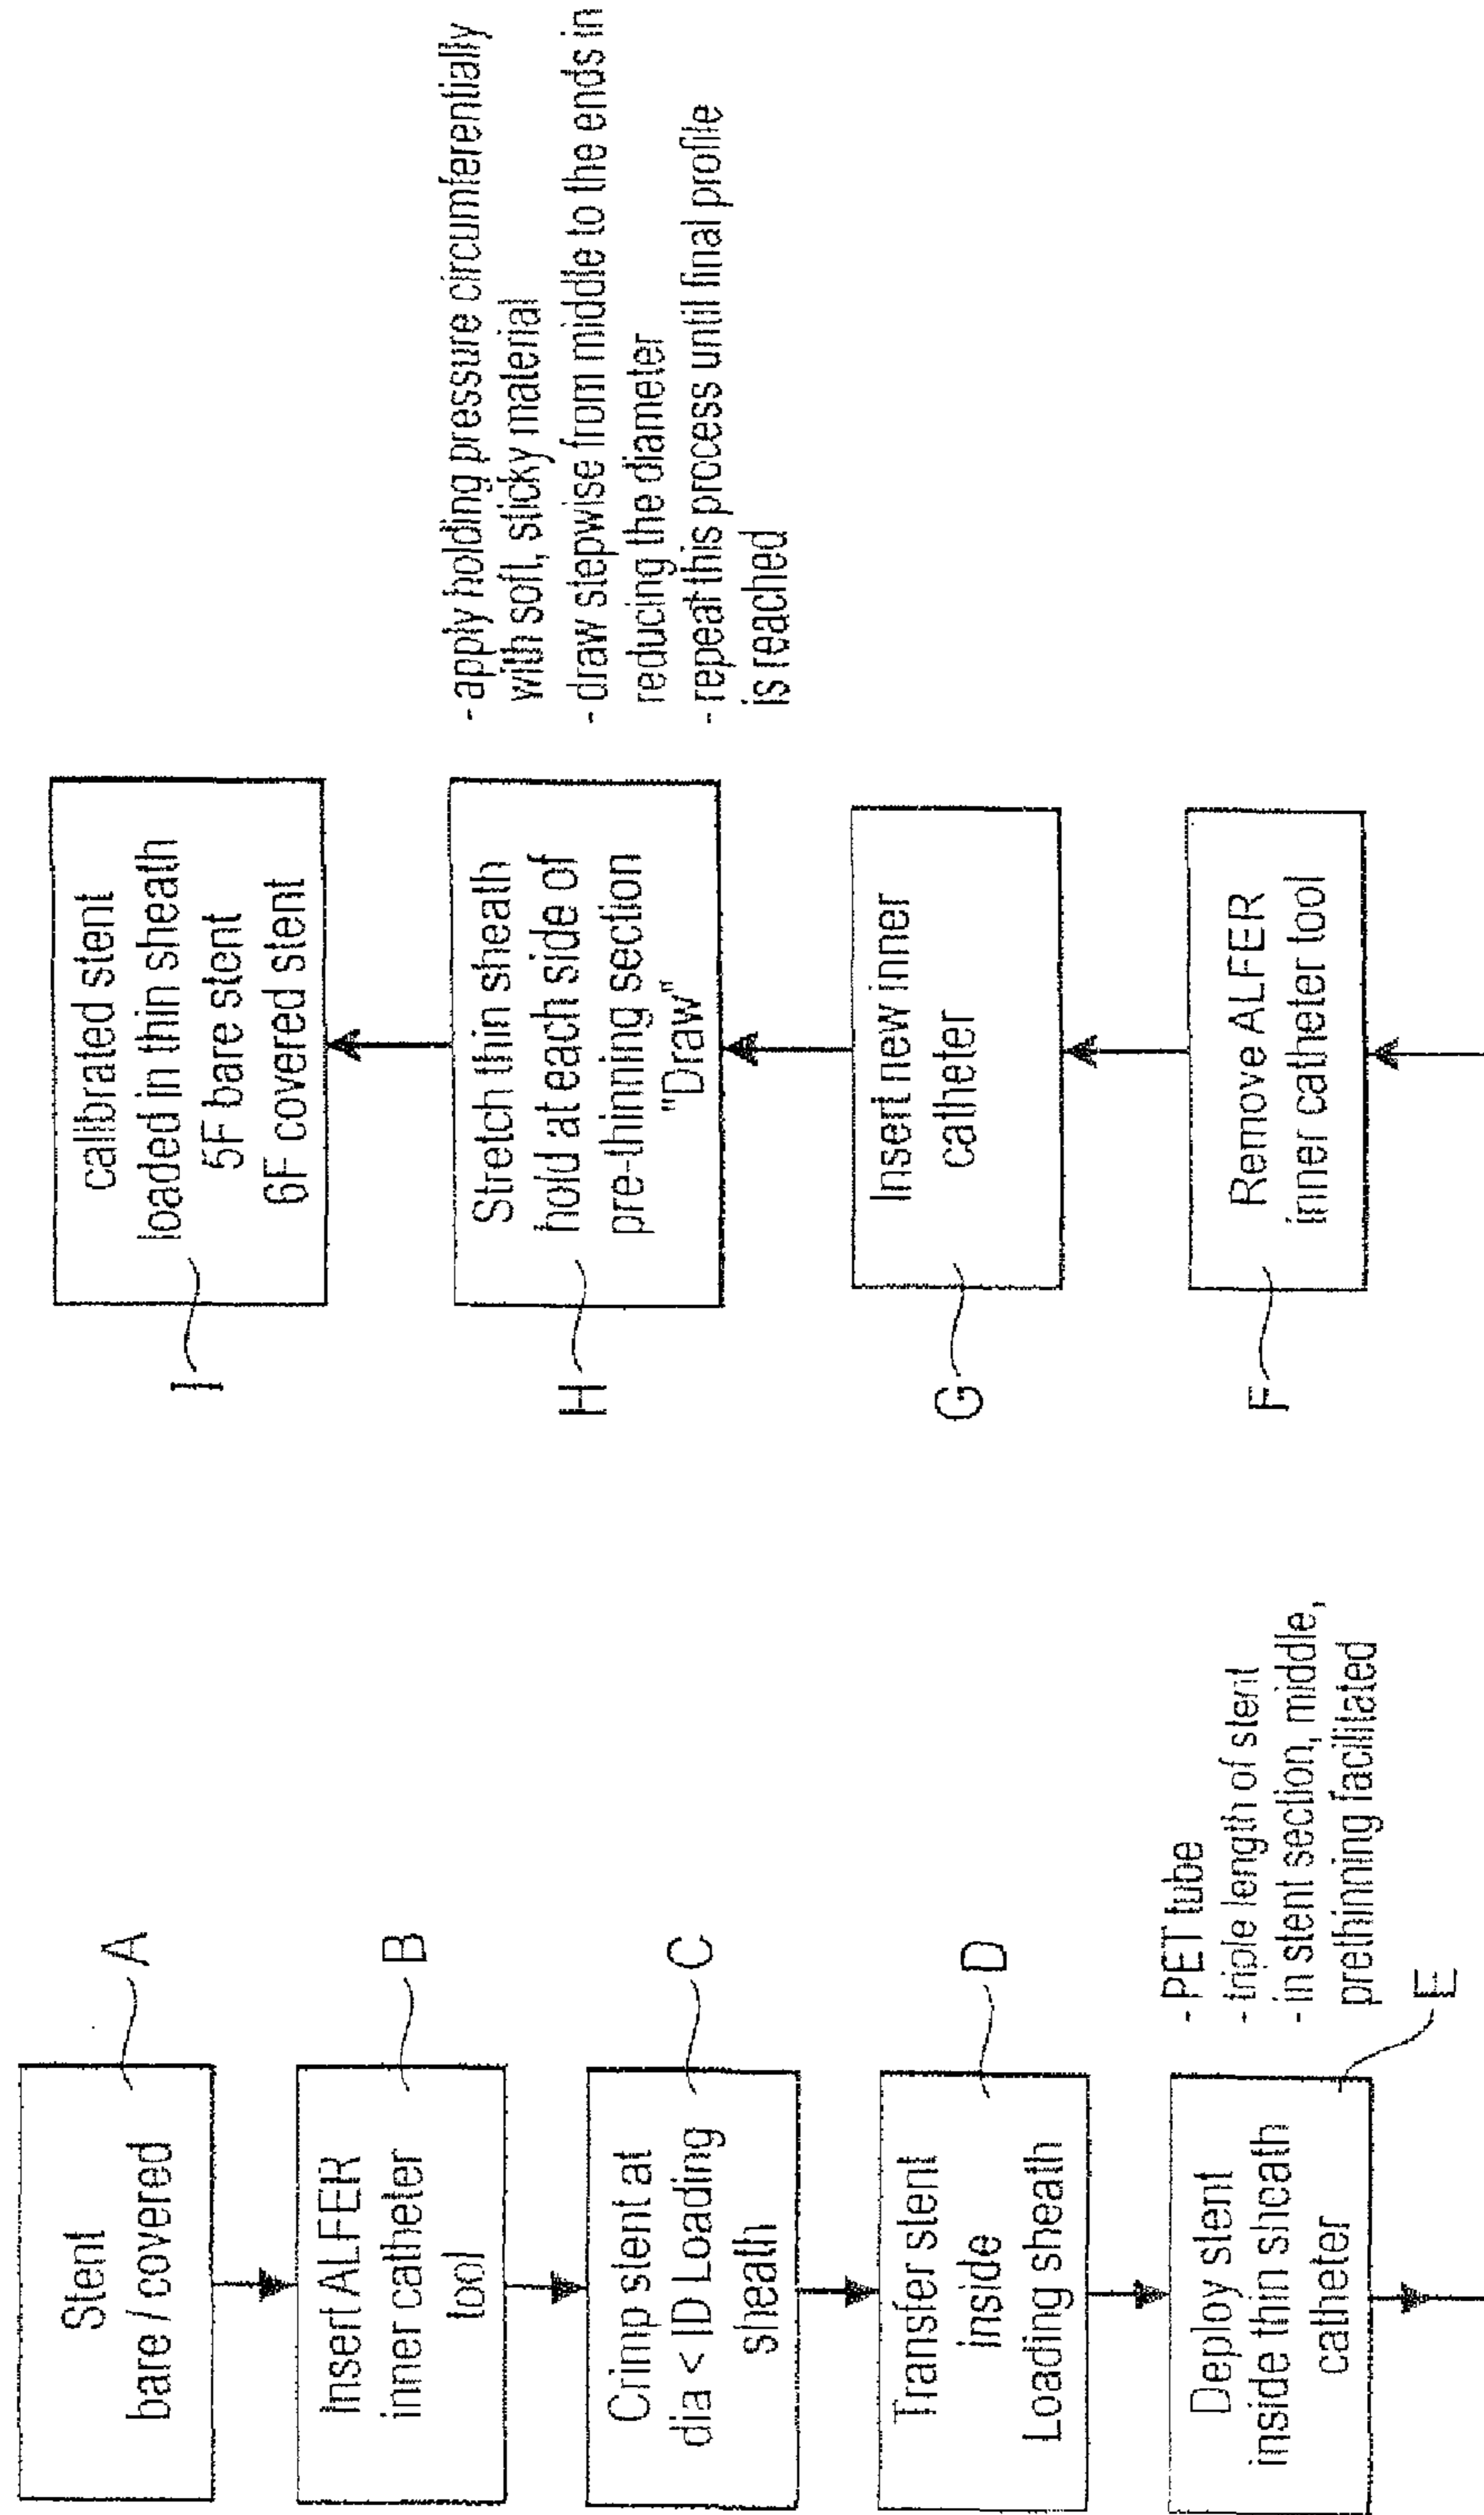 Stent
bare / covered
A
Insert ALFER
inner catheter
tool
B
Crimp stent at
dia < ID Loading
sheath
C
Transfer stent
inside
Loading sheath
D
Deploy stent
inside thin sheath
catheter
E
- PET tube
- triple length of stent
- in stent section, middle,
prethinning facilitated
Remove ALFER
inner catheter tool
F
Insert new inner
catheter
G
Stretch thin sheath
hold at each side of
pre-thinning section
"Draw"
H
- apply holding pressure circumferentially
with soft, sticky material
- draw stepwise from middle to the ends in
reducing the diameter
- repeat this process until final profile
is reached
calibrated stent
loaded in thin sheath
5F bare stent
6F covered stent
I